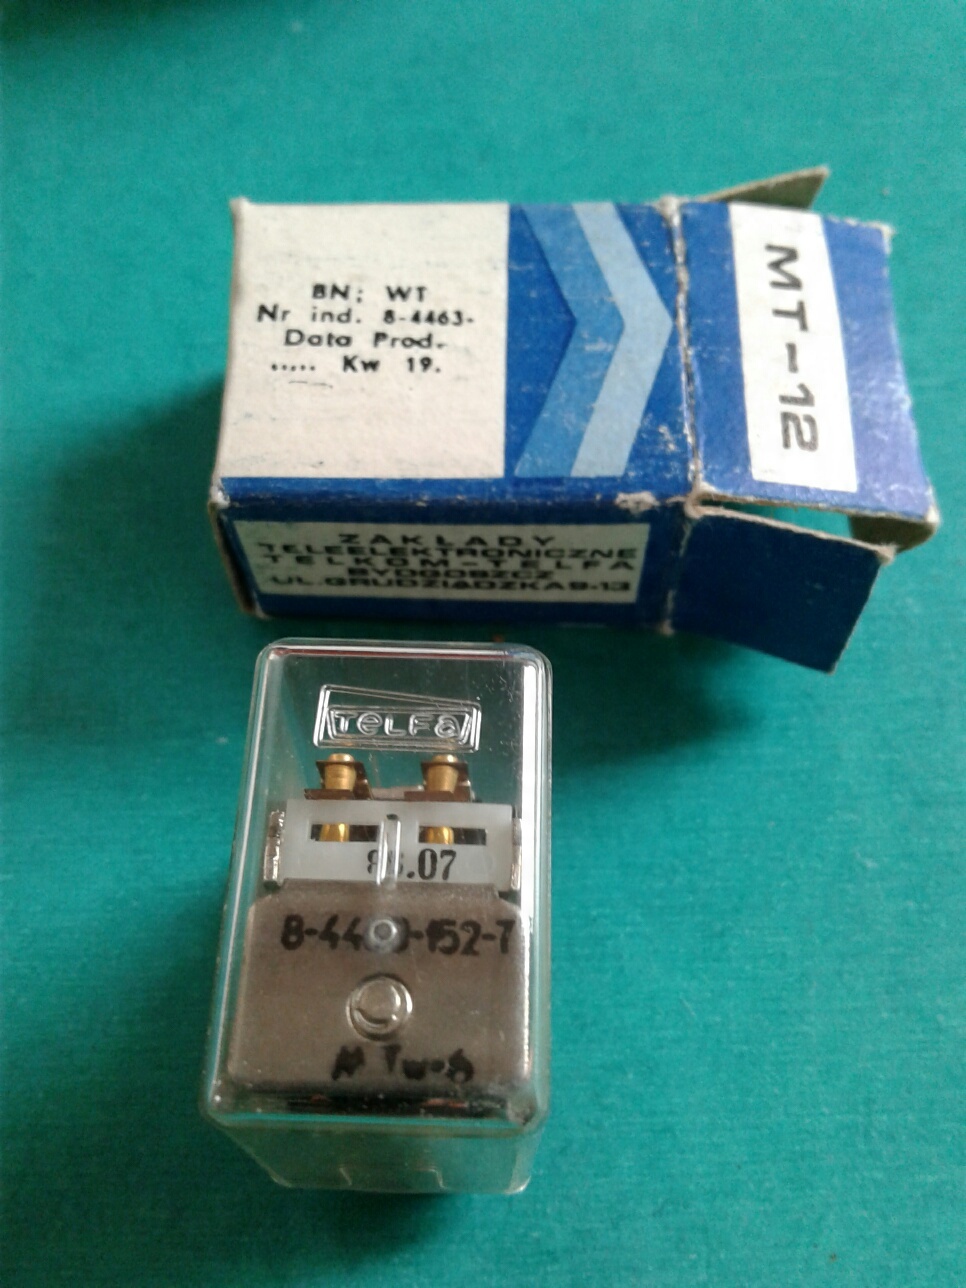 BN; WT
Nr ind. 8-4463-
Data Prod.
..... Kw 19.
MT-12
ZAKŁADY
TELEELEKTRONICZNE
TELKOM-TELFA
BYDGOSZCZ
UL.GRUDZIĄDZKA 9-13
TELFA
.07
-152-7